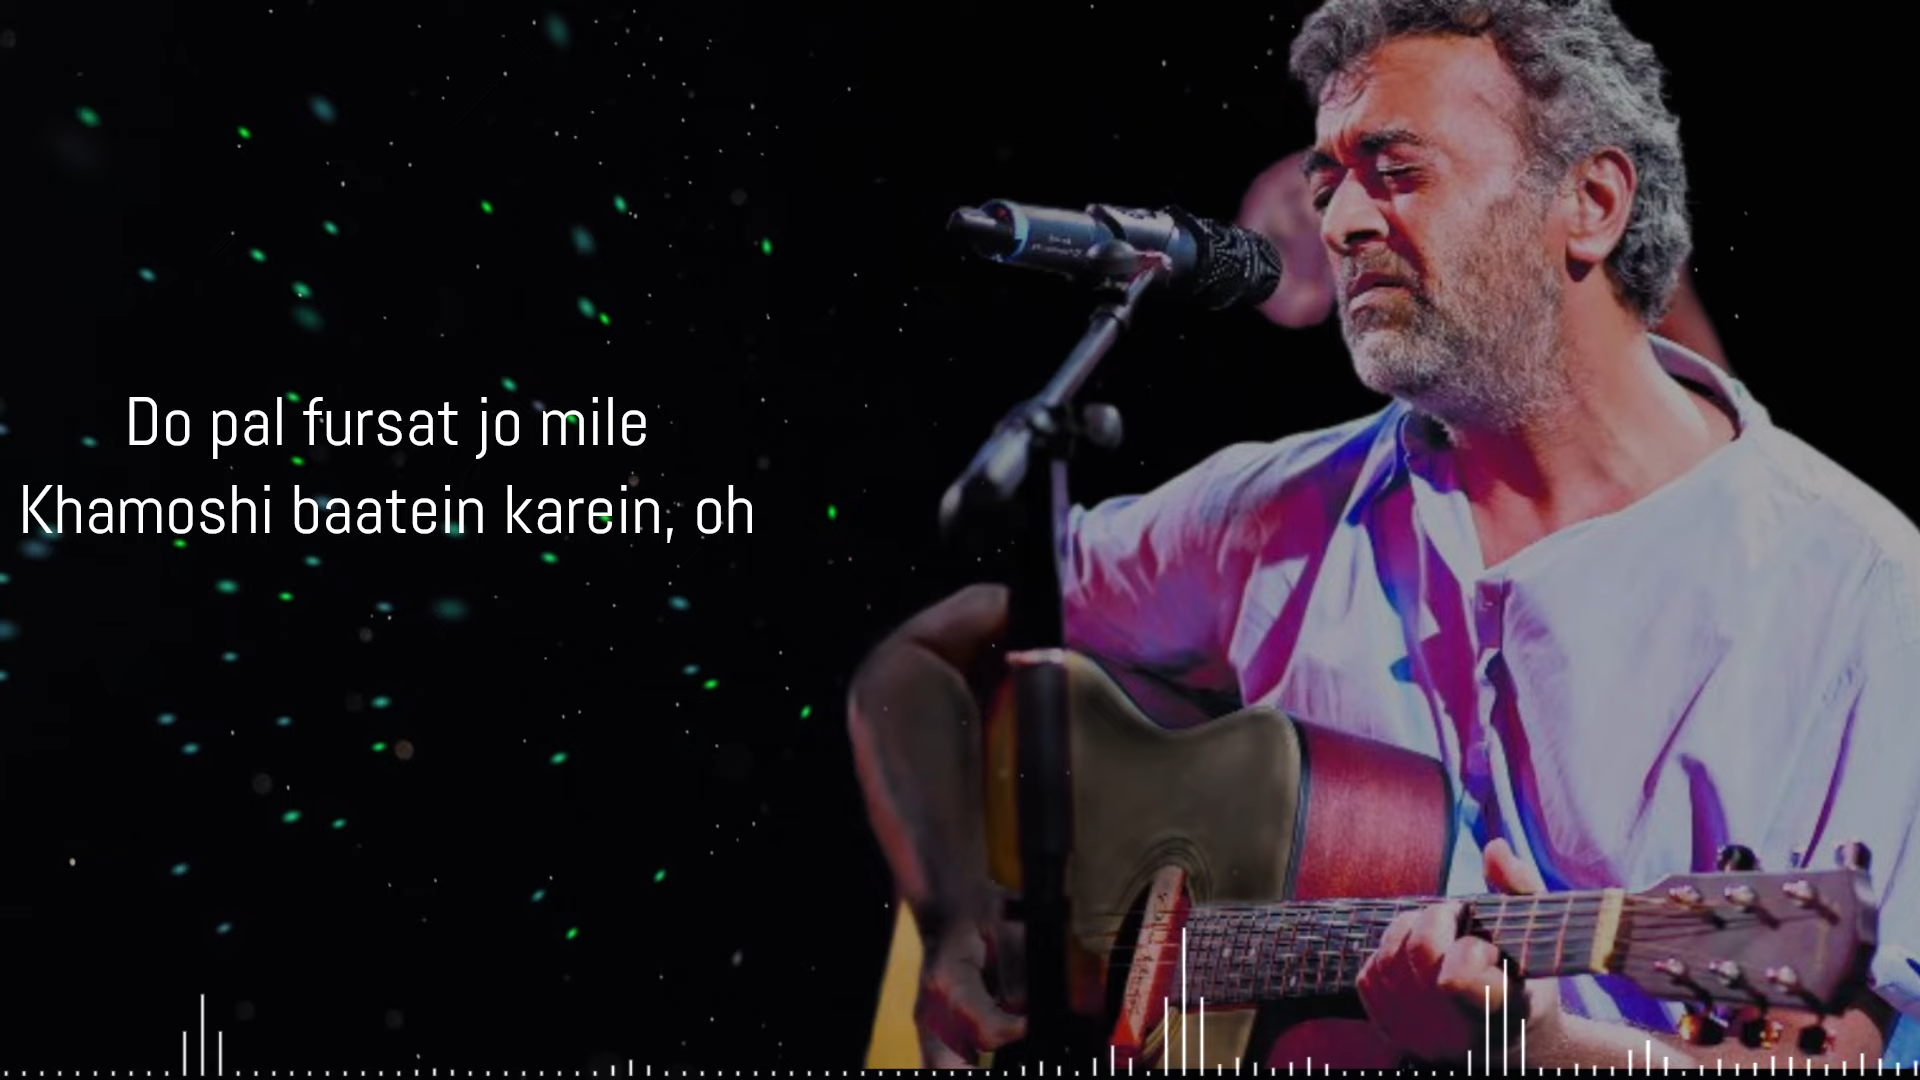 Do pal fursat jo mile
Khamoshi baatein karein, oh